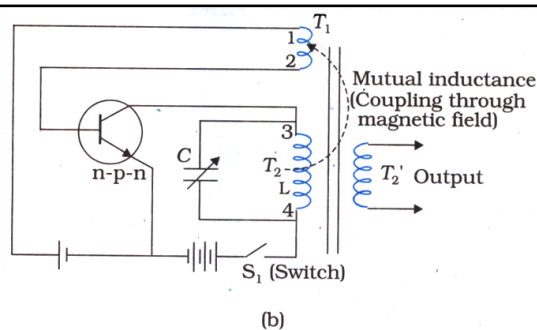 T1
1
2
Mutual inductance
(Coupling through
magnetic field)
3
C
T2
n-p-n
L
T2' Output
4
S1 (Switch)
(b)